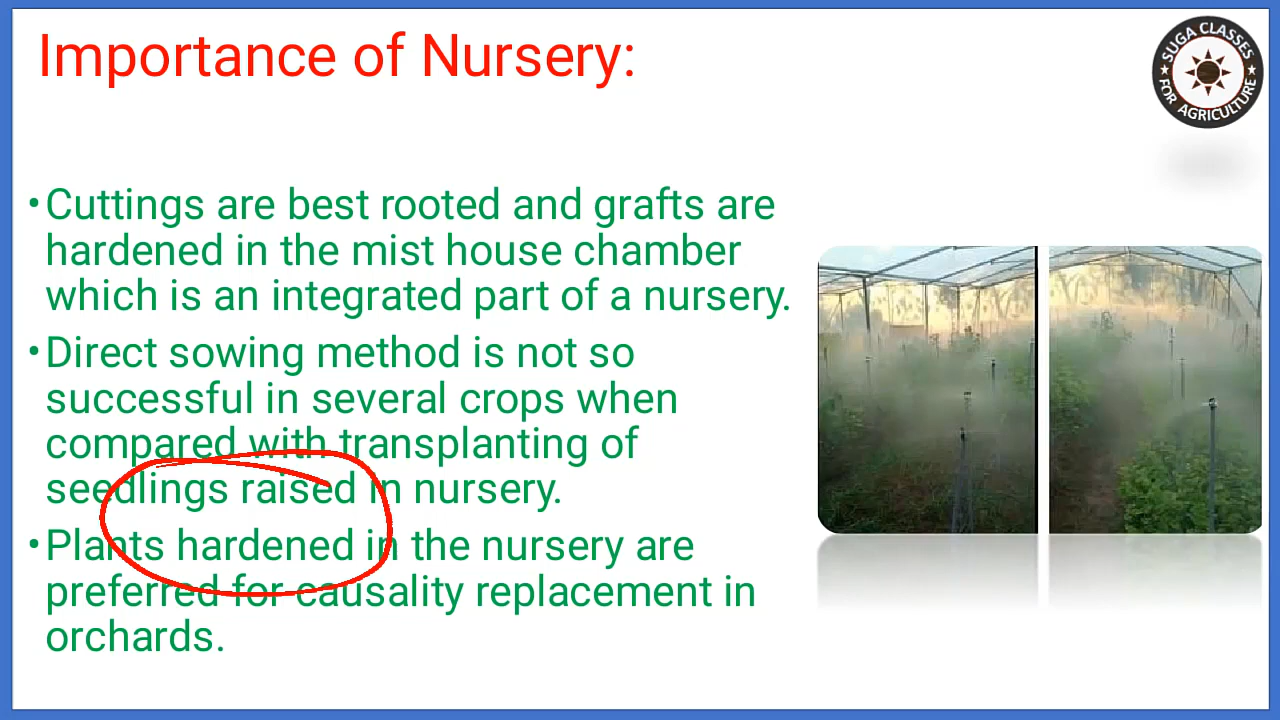 Importance of Nursery:
SUGA CLASSES
FOR AGRICULTURE
•Cuttings are best rooted and grafts are
hardened in the mist house chamber
which is an integrated part of a nursery.
•Direct sowing method is not so
successful in several crops when
compared with transplanting of
seedlings raised in nursery.
•Plants hardened in the nursery are
preferred for causality replacement in
orchards.